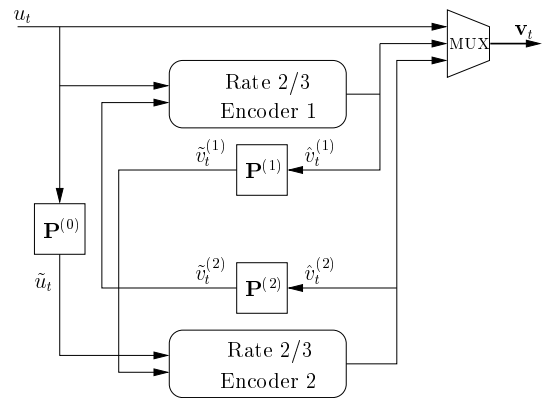 u_t
v_t
MUX
Rate 2/3
Encoder 1
ṽ_t^(1)
P^(1)
v̂_t^(1)
P^(0)
ũ_t
ṽ_t^(2)
P^(2)
v̂_t^(2)
Rate 2/3
Encoder 2